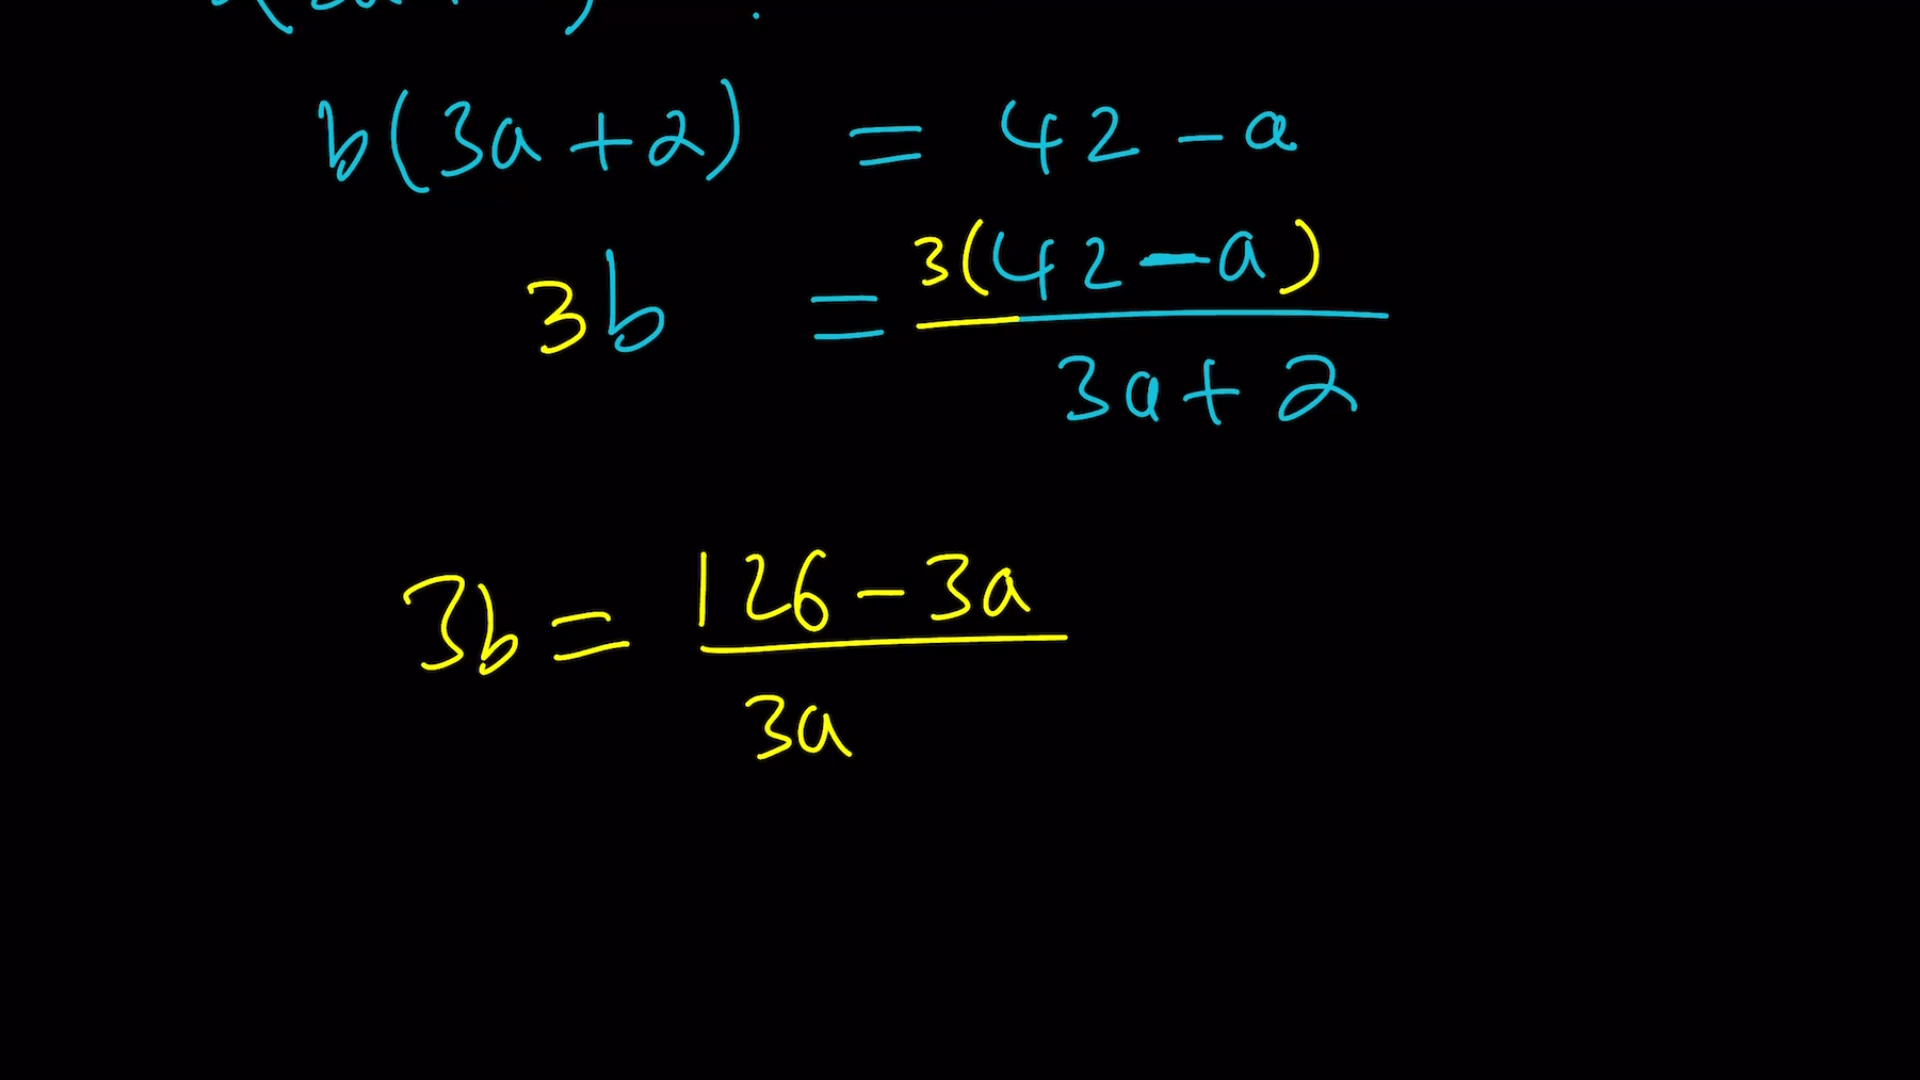 b(3a+2) = 42-a
3b = 3(42-a)
3a+2
3b = 126-3a
3a